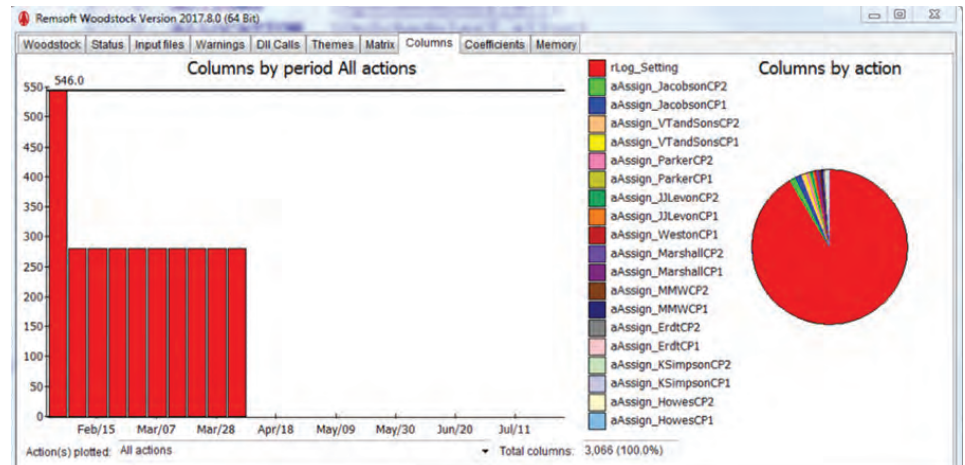 Remsoft Woodstock Version 2017.8.0 (64 Bit)
Woodstock Status Input files Warnings Dll Calls Themes Matrix Columns Coefficients Memory
Columns by period All actions
546.0
550
500
450
400
350
300
250
200
150
100
50
0
Feb/15 Mar/07 Mar/28 Apr/18 May/09 May/30 Jun/20 Jul/11
rLog_Setting
aAssign_JacobsonCP2
aAssign_JacobsonCP1
aAssign_VTandSonsCP2
aAssign_VTandSonsCP1
aAssign_ParkerCP2
aAssign_ParkerCP1
aAssign_JJLevonCP2
aAssign_JJLevonCP1
aAssign_WestonCP1
aAssign_MarshallCP2
aAssign_MarshallCP1
aAssign_MMWCP2
aAssign_MMWCP1
aAssign_ErdtCP2
aAssign_ErdtCP1
aAssign_KSimpsonCP2
aAssign_KSimpsonCP1
aAssign_HowesCP2
aAssign_HowesCP1
Columns by action
Action(s) plotted: All actions
Total columns: 3,066 (100.0%)